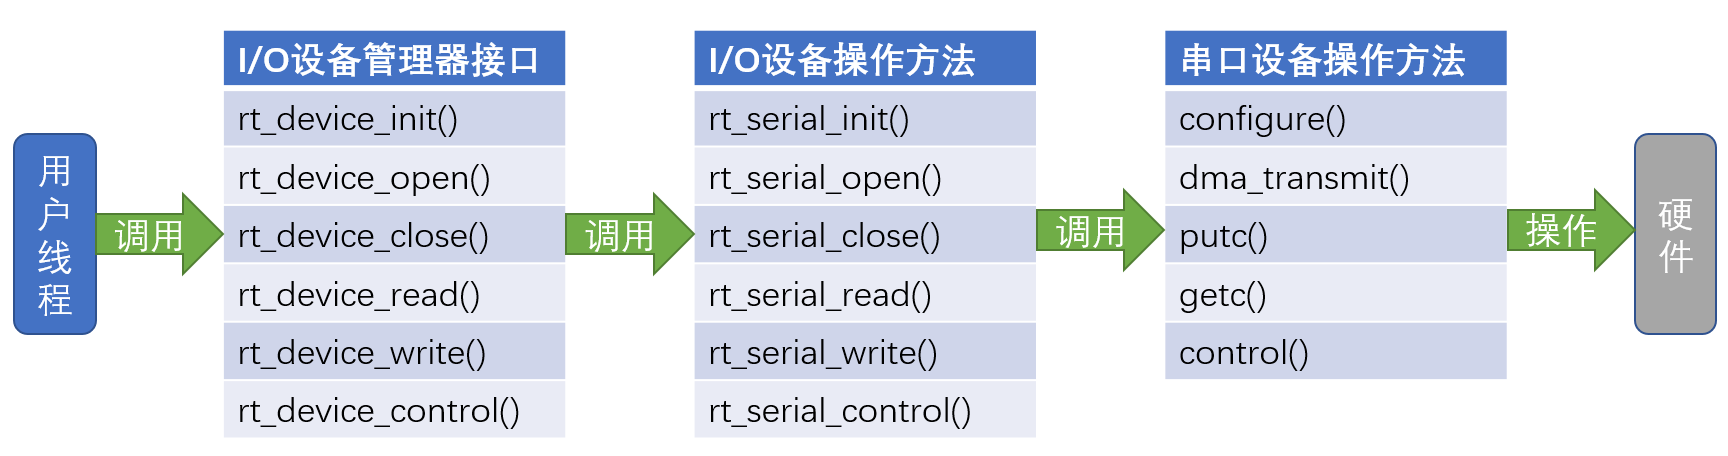 用户线程
调用
I/O设备管理器接口
rt_device_init()
rt_device_open()
rt_device_close()
rt_device_read()
rt_device_write()
rt_device_control()
调用
I/O设备操作方法
rt_serial_init()
rt_serial_open()
rt_serial_close()
rt_serial_read()
rt_serial_write()
rt_serial_control()
调用
串口设备操作方法
configure()
dma_transmit()
putc()
getc()
control()
操作
硬件